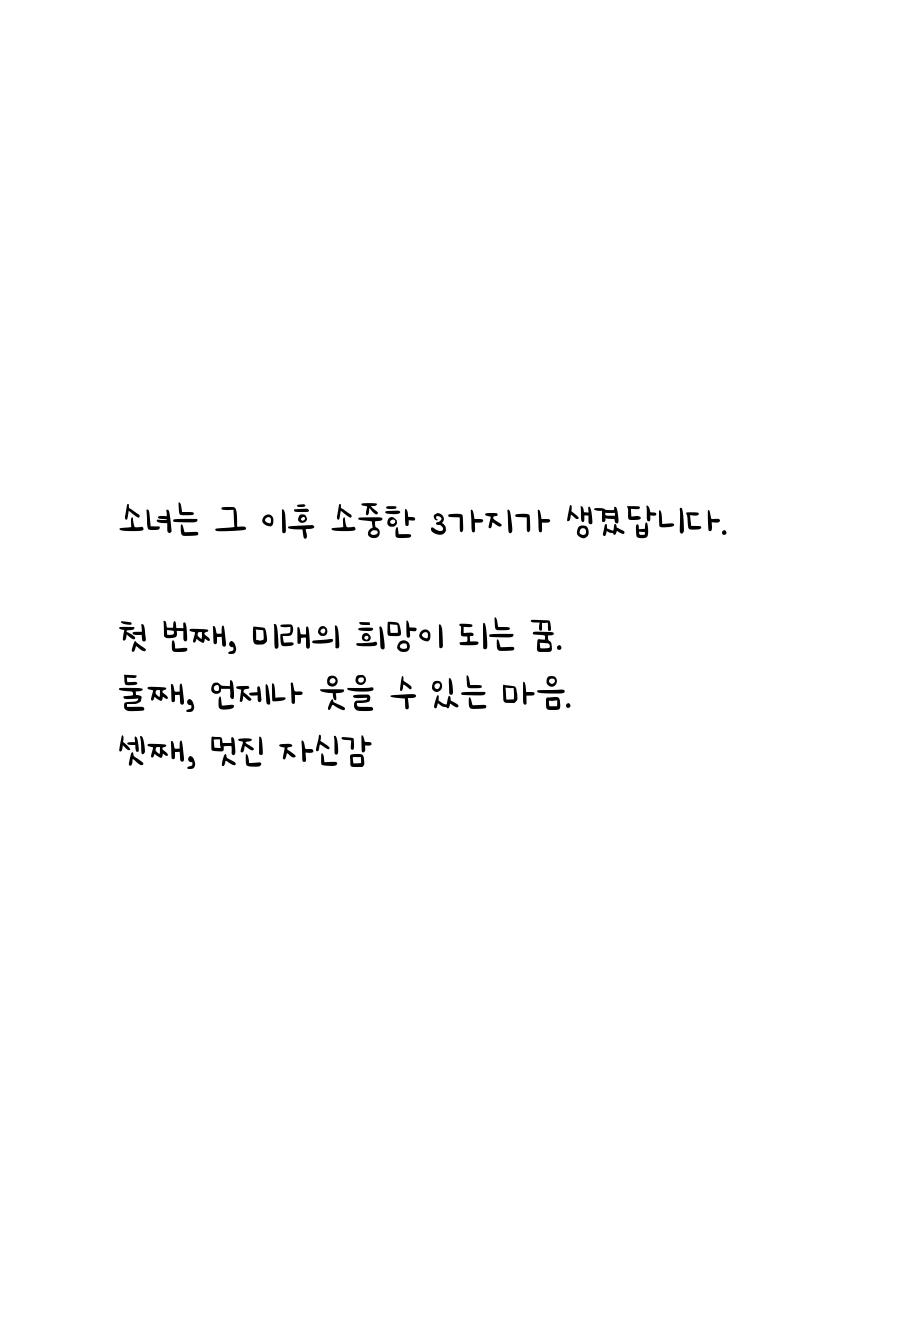 소녀는 그 이후 소중한 3가지가 생겼답니다.
첫 번째, 미래의 희망이 되는 꿈.
둘째, 언제나 웃을 수 있는 마음.
셋째, 멋진 자신감